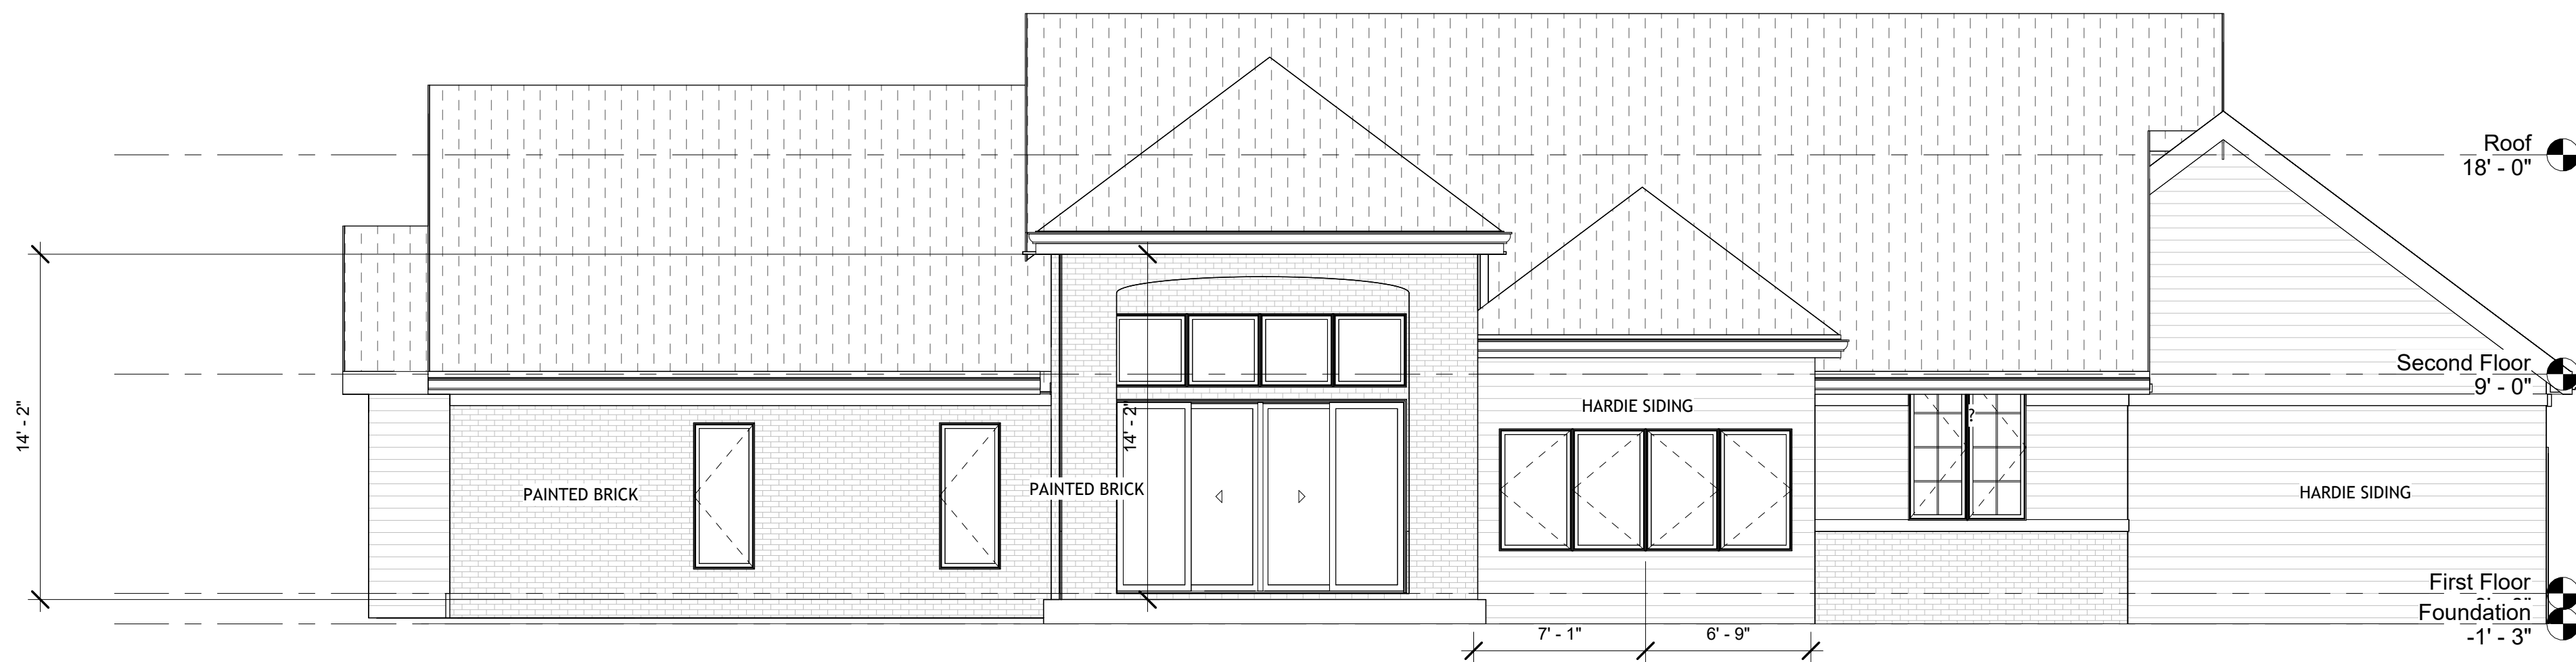 Roof
18' - 0"
Second Floor
9' - 0"
14' - 2"
14' - 2"
HARDIE SIDING
?
PAINTED BRICK
PAINTED BRICK
HARDIE SIDING
First Floor
Foundation
-1' - 3"
7' - 1"
6' - 9"